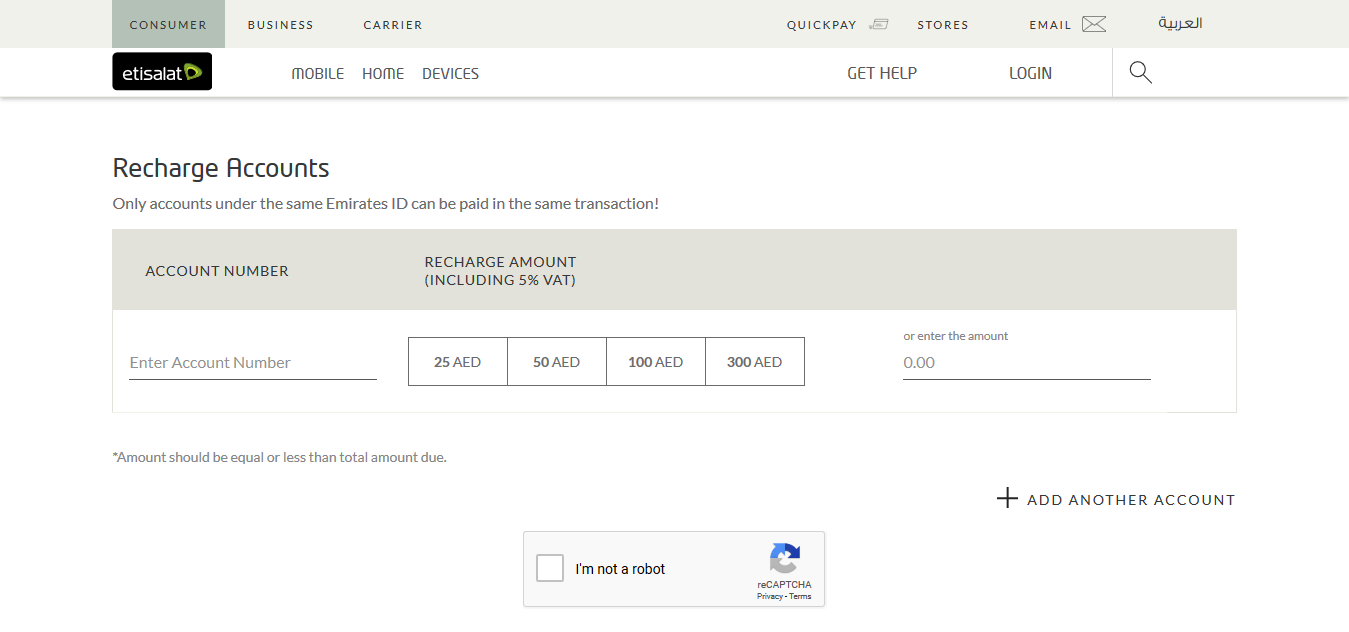 CONSUMER BUSINESS CARRIER QUICKPAY STORES EMAIL العربية
etisalat MOBILE HOME DEVICES GET HELP LOGIN
Recharge Accounts
Only accounts under the same Emirates ID can be paid in the same transaction!
ACCOUNT NUMBER
RECHARGE AMOUNT
(INCLUDING 5% VAT)
or enter the amount
Enter Account Number 25 AED 50 AED 100 AED 300 AED 0.00
*Amount should be equal or less than total amount due.
ADD ANOTHER ACCOUNT
I'm not a robot
reCAPTCHA
Privacy - Terms